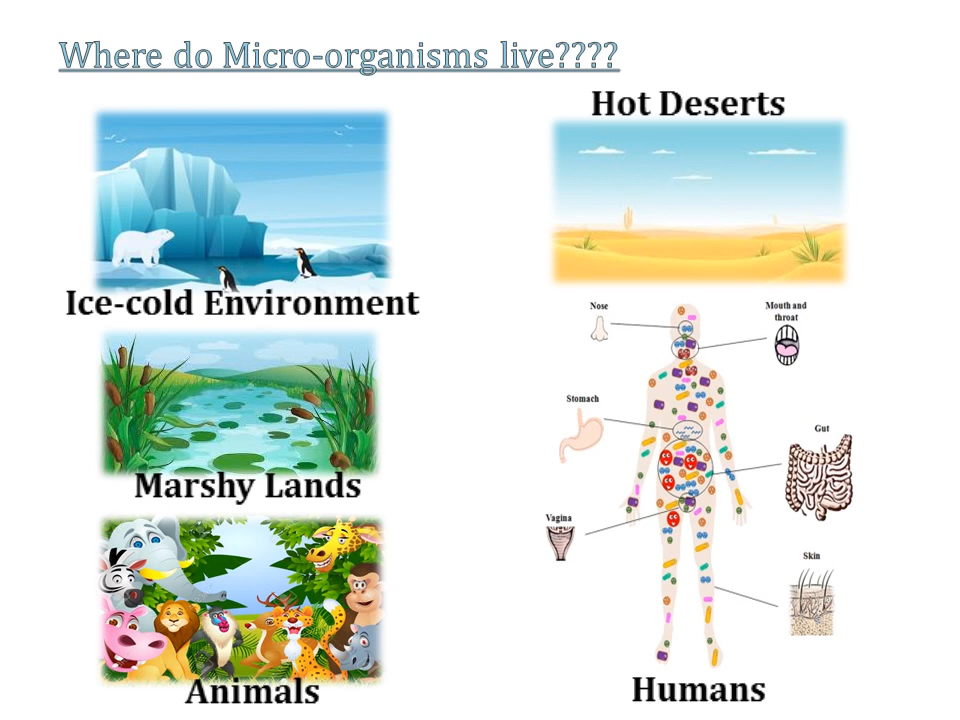 Where do Micro-organisms live????
Hot Deserts
Ice-cold Environment
Marshy Lands
Animals
Nose
Mouth and
throat
Stomach
Gut
Vagina
Skin
Humans